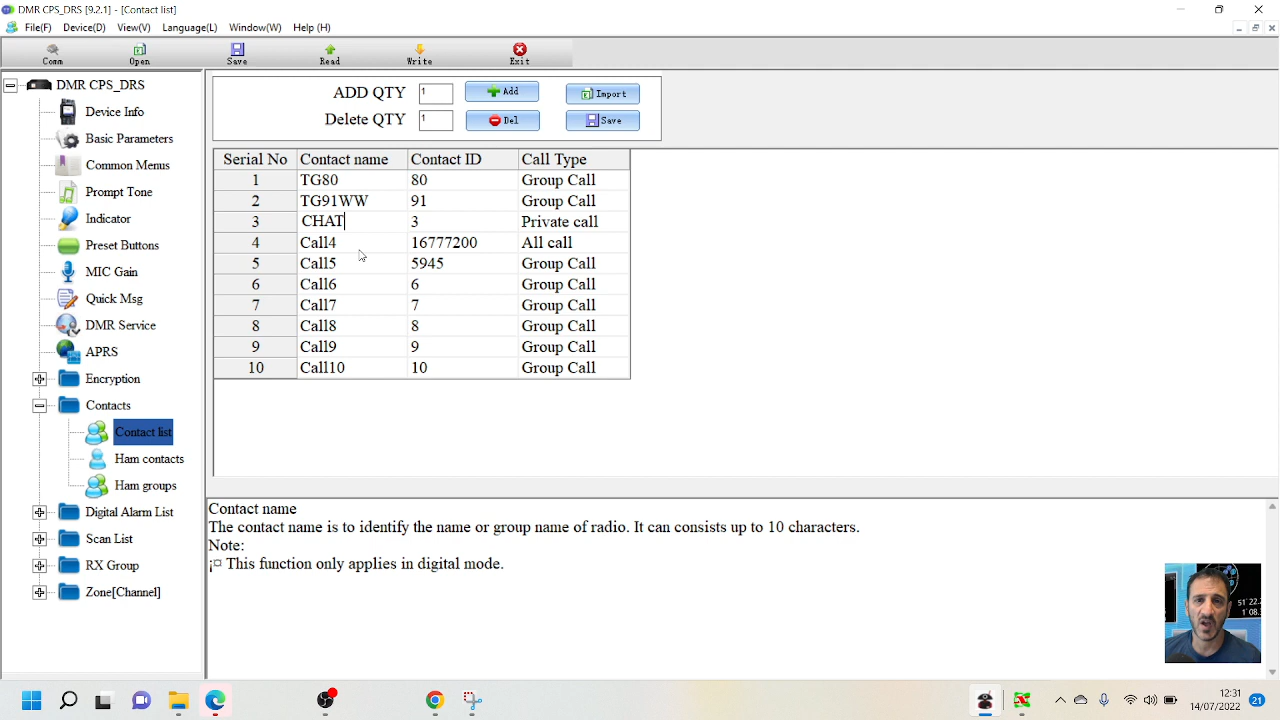 DMR CPS_DRS [9.2.1] - [Contact list]
File(F) Device(D) View(V) Language(L) Window(W) Help (H)
Comm Open Save Read Write Exit
DMR CPS_DRS
Device Info
Basic Parameters
Common Menus
Prompt Tone
Indicator
Preset Buttons
MIC Gain
Quick Msg
DMR Service
APRS
Encryption
Contacts
Contact list
Ham contacts
Ham groups
Digital Alarm List
Scan List
RX Group
Zone[Channel]
ADD QTY 1 Add Import
Delete QTY 1 Del Save
Serial No Contact name Contact ID Call Type
1 TG80 80 Group Call
2 TG91WW 91 Group Call
3 CHAT 3 Private call
4 Call4 16777200 All call
5 Call5 5945 Group Call
6 Call6 6 Group Call
7 Call7 7 Group Call
8 Call8 8 Group Call
9 Call9 9 Group Call
10 Call10 10 Group Call
Contact name
The contact name is to identify the name or group name of radio. It can consists up to 10 characters.
Note:
¡¤ This function only applies in digital mode.
51'22.
1'08.
12:31
14/07/2022
21